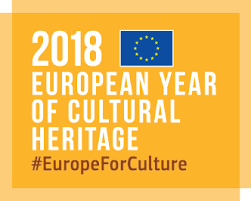 2018
EUROPEAN YEAR
OF CULTURAL
HERITAGE
#EuropeForCulture